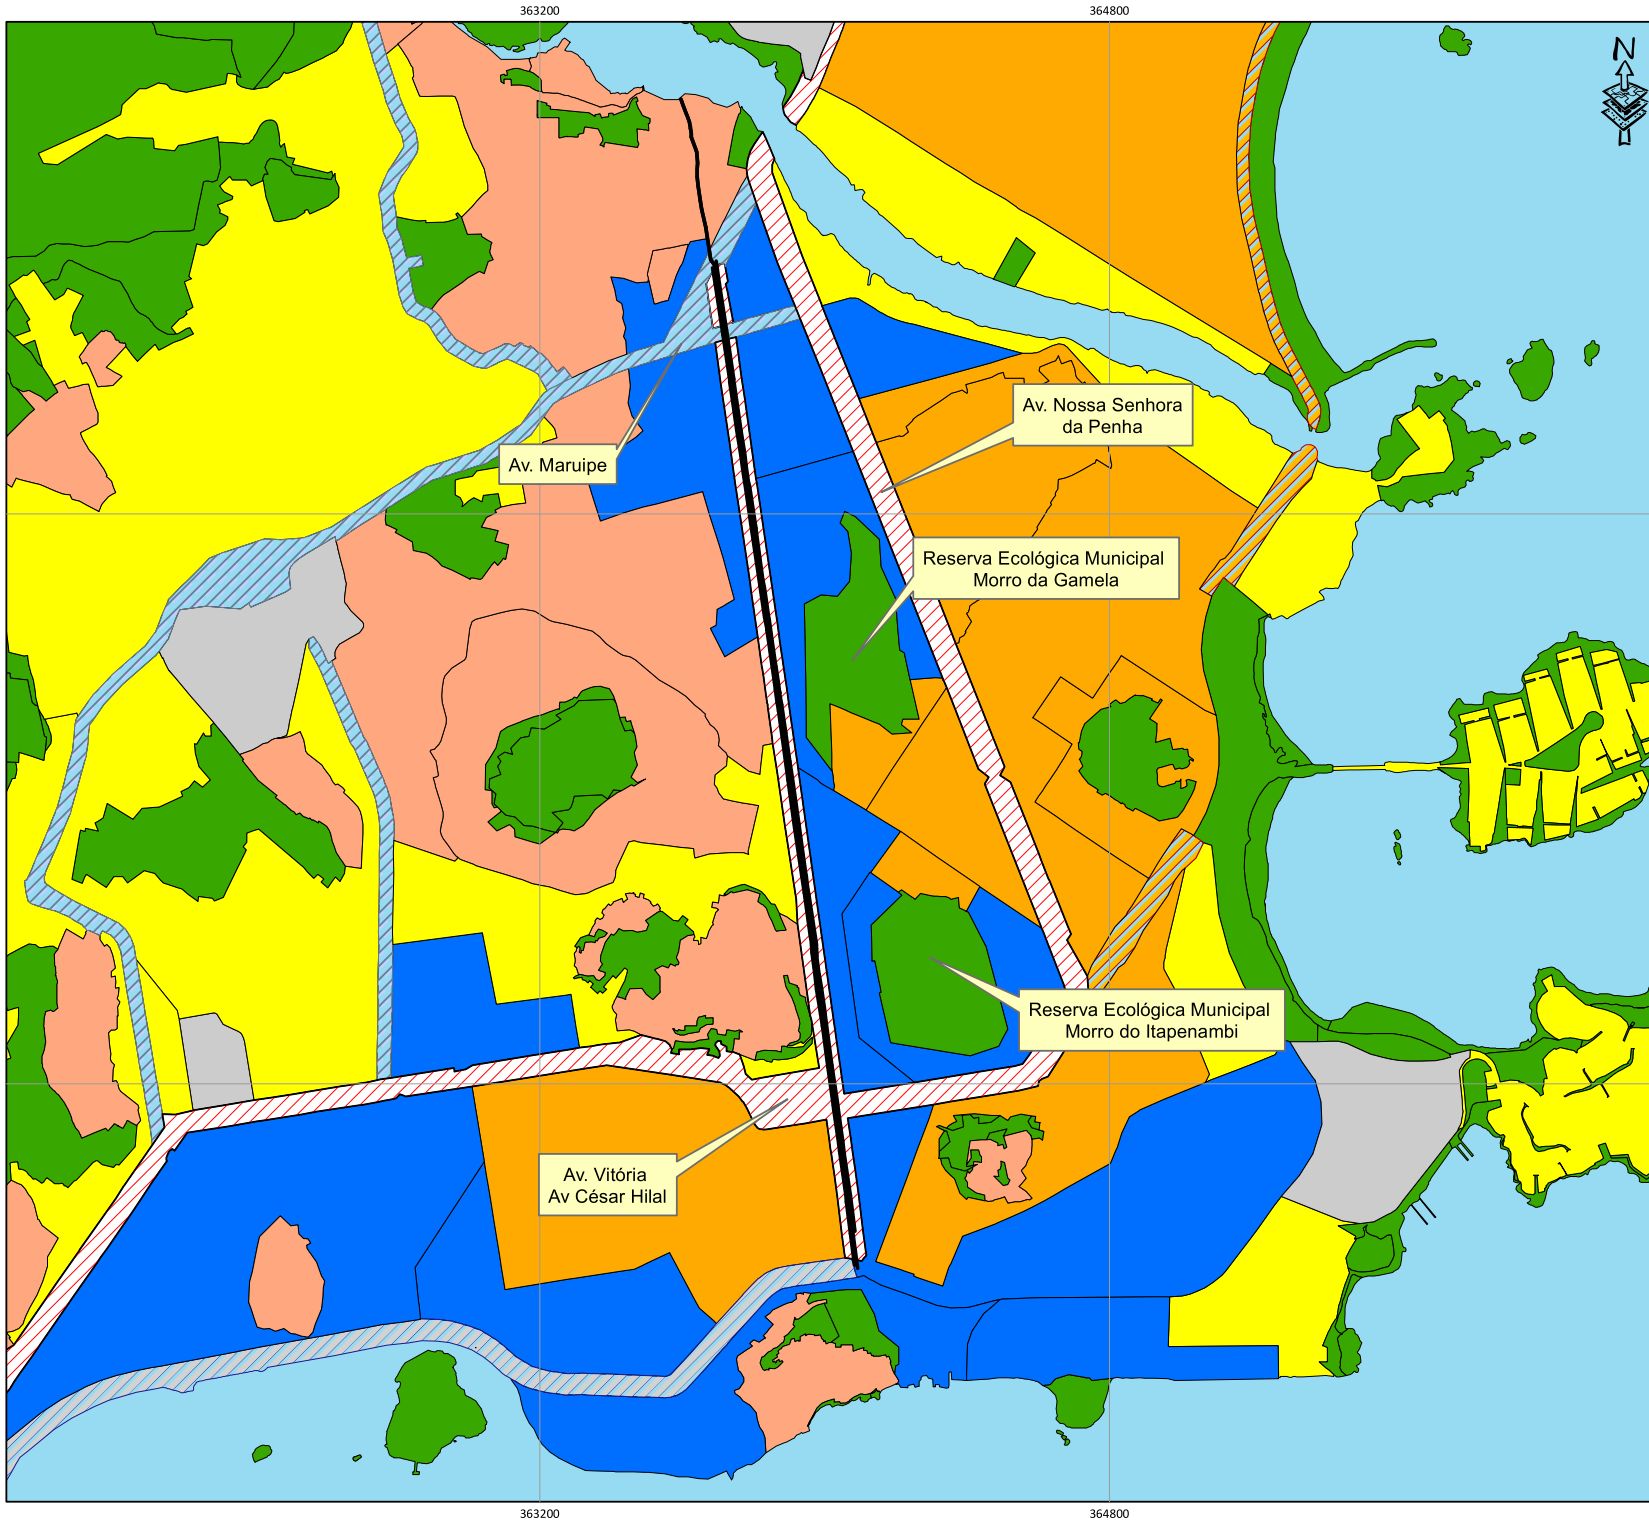 363200
364800
N
Av. Nossa Senhora
da Penha
Av. Maruipe
Reserva Ecológica Municipal
Morro da Gamela
Reserva Ecológica Municipal
Morro do Itapenambi
Av. Vitória
Av César Hilal
363200
364800